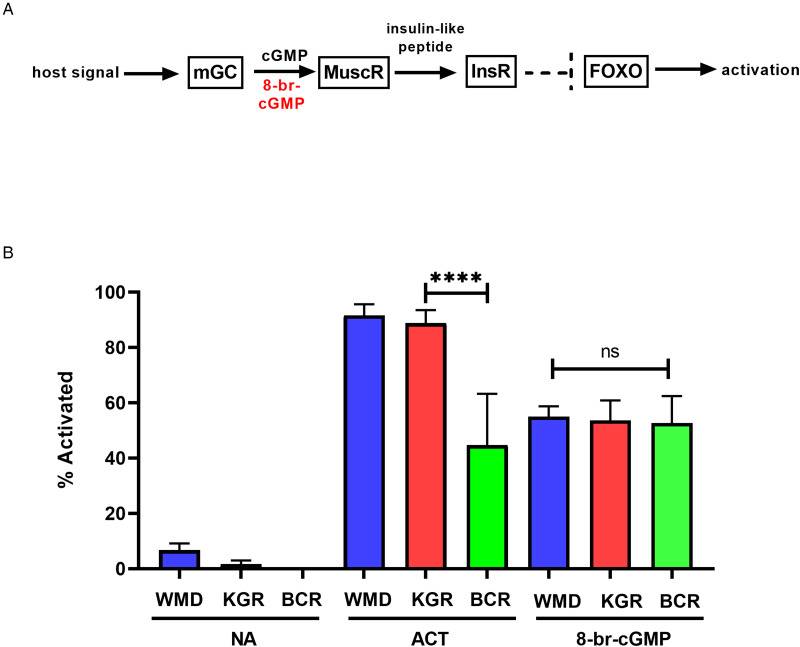 A
host signal
mGC
cGMP
8-br-
cGMP
MuscR
insulin-like
peptide
InsR
FOXO
activation
B
% Activated
100
80
60
40
20
0
****
ns
WMD KGR BCR WMD KGR BCR WMD KGR BCR
NA ACT 8-br-cGMP